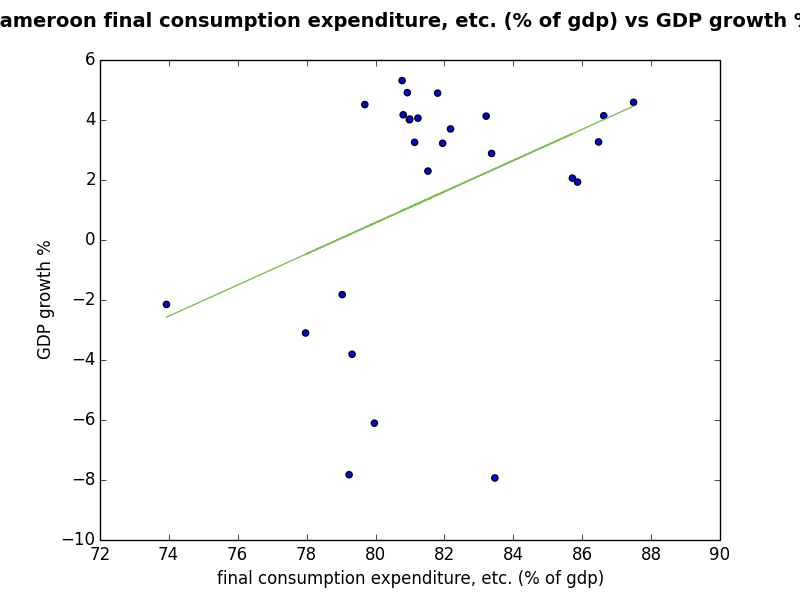 ameroon final consumption expenditure, etc. (% of gdp) vs GDP growth %
6
4
2
0
−2
−4
−6
−8
−10
GDP growth %
72 74 76 78 80 82 84 86 88 90
final consumption expenditure, etc. (% of gdp)